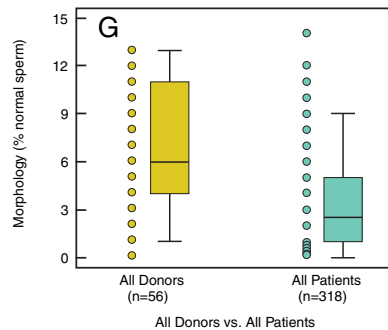 G
Morphology (% normal sperm)
15
12
9
6
3
0
All Donors
(n=56)
All Patients
(n=318)
All Donors vs. All Patients